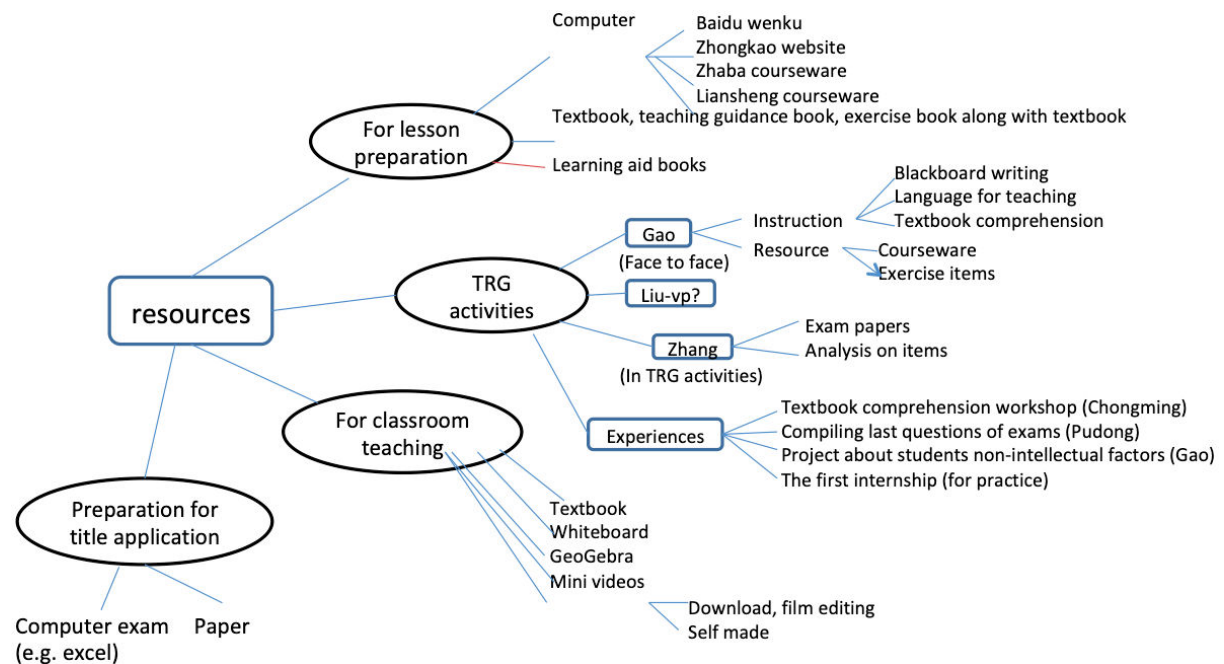 Computer
Baidu wenku
Zhongkao website
Zhaba courseware
Liansheng courseware
For lesson
preparation
Textbook, teaching guidance book, exercise book along with textbook
Learning aid books
resources
TRG
activities
Gao
(Face to face)
Instruction
Blackboard writing
Language for teaching
Textbook comprehension
Resource
Courseware
Exercise items
Liu-vp?
Zhang
(In TRG activities)
Exam papers
Analysis on items
Experiences
Textbook comprehension workshop (Chongming)
Compiling last questions of exams (Pudong)
Project about students non-intellectual factors (Gao)
The first internship (for practice)
For classroom
teaching
Textbook
Whiteboard
GeoGebra
Mini videos
Download, film editing
Self made
Preparation for
title application
Computer exam
(e.g. excel)
Paper